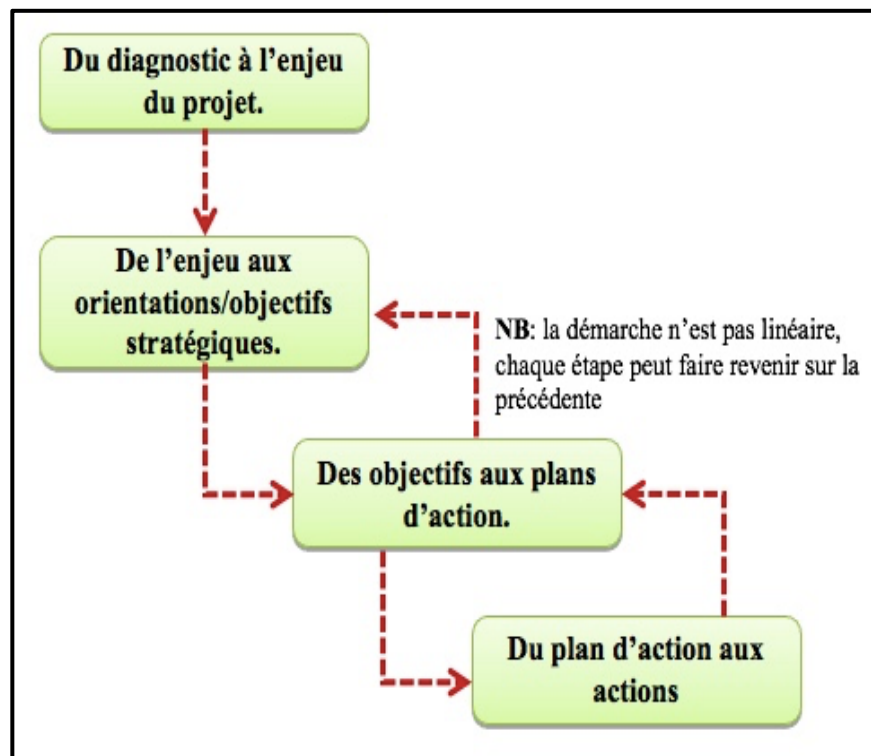 Du diagnostic à l’enjeu
du projet.
De l’enjeu aux
orientations/objectifs
stratégiques.
NB: la démarche n’est pas linéaire,
chaque étape peut faire revenir sur la
précédente
Des objectifs aux plans
d’action.
Du plan d’action aux
actions